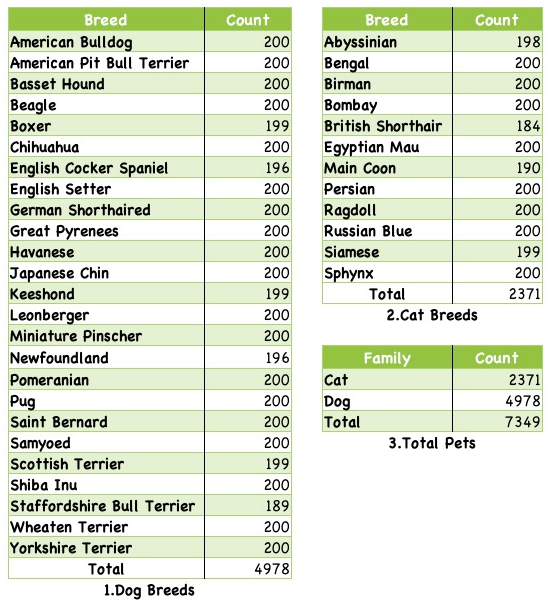 Breed Count
American Bulldog 200
American Pit Bull Terrier 200
Basset Hound 200
Beagle 200
Boxer 199
Chihuahua 200
English Cocker Spaniel 196
English Setter 200
German Shorthaired 200
Great Pyrenees 200
Havanese 200
Japanese Chin 200
Keeshond 199
Leonberger 200
Miniature Pinscher 200
Newfoundland 196
Pomeranian 200
Pug 200
Saint Bernard 200
Samyoed 200
Scottish Terrier 199
Shiba Inu 200
Staffordshire Bull Terrier 189
Wheaten Terrier 200
Yorkshire Terrier 200
Total 4978
1.Dog Breeds
Breed Count
Abyssinian 198
Bengal 200
Birman 200
Bombay 200
British Shorthair 184
Egyptian Mau 200
Main Coon 190
Persian 200
Ragdoll 200
Russian Blue 200
Siamese 199
Sphynx 200
Total 2371
2.Cat Breeds
Family Count
Cat 2371
Dog 4978
Total 7349
3.Total Pets